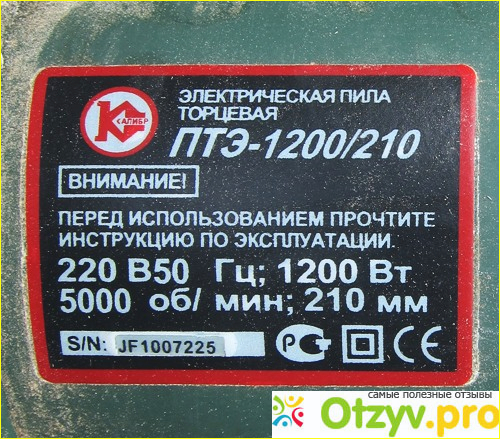 ЭЛЕКТРИЧЕСКАЯ ПИЛА
ТОРЦЕВАЯ
КАЛИБР
ПТЭ-1200/210
ВНИМАНИЕ!
ПЕРЕД ИСПОЛЬЗОВАНИЕМ ПРОЧТИТЕ
ИНСТРУКЦИЮ ПО ЭКСПЛУАТАЦИИ.
220 В50 Гц; 1200 Вт
5000 об/ мин; 210 мм
S/N: JF1007225
самые полезные отзывы
Otzyv.pro